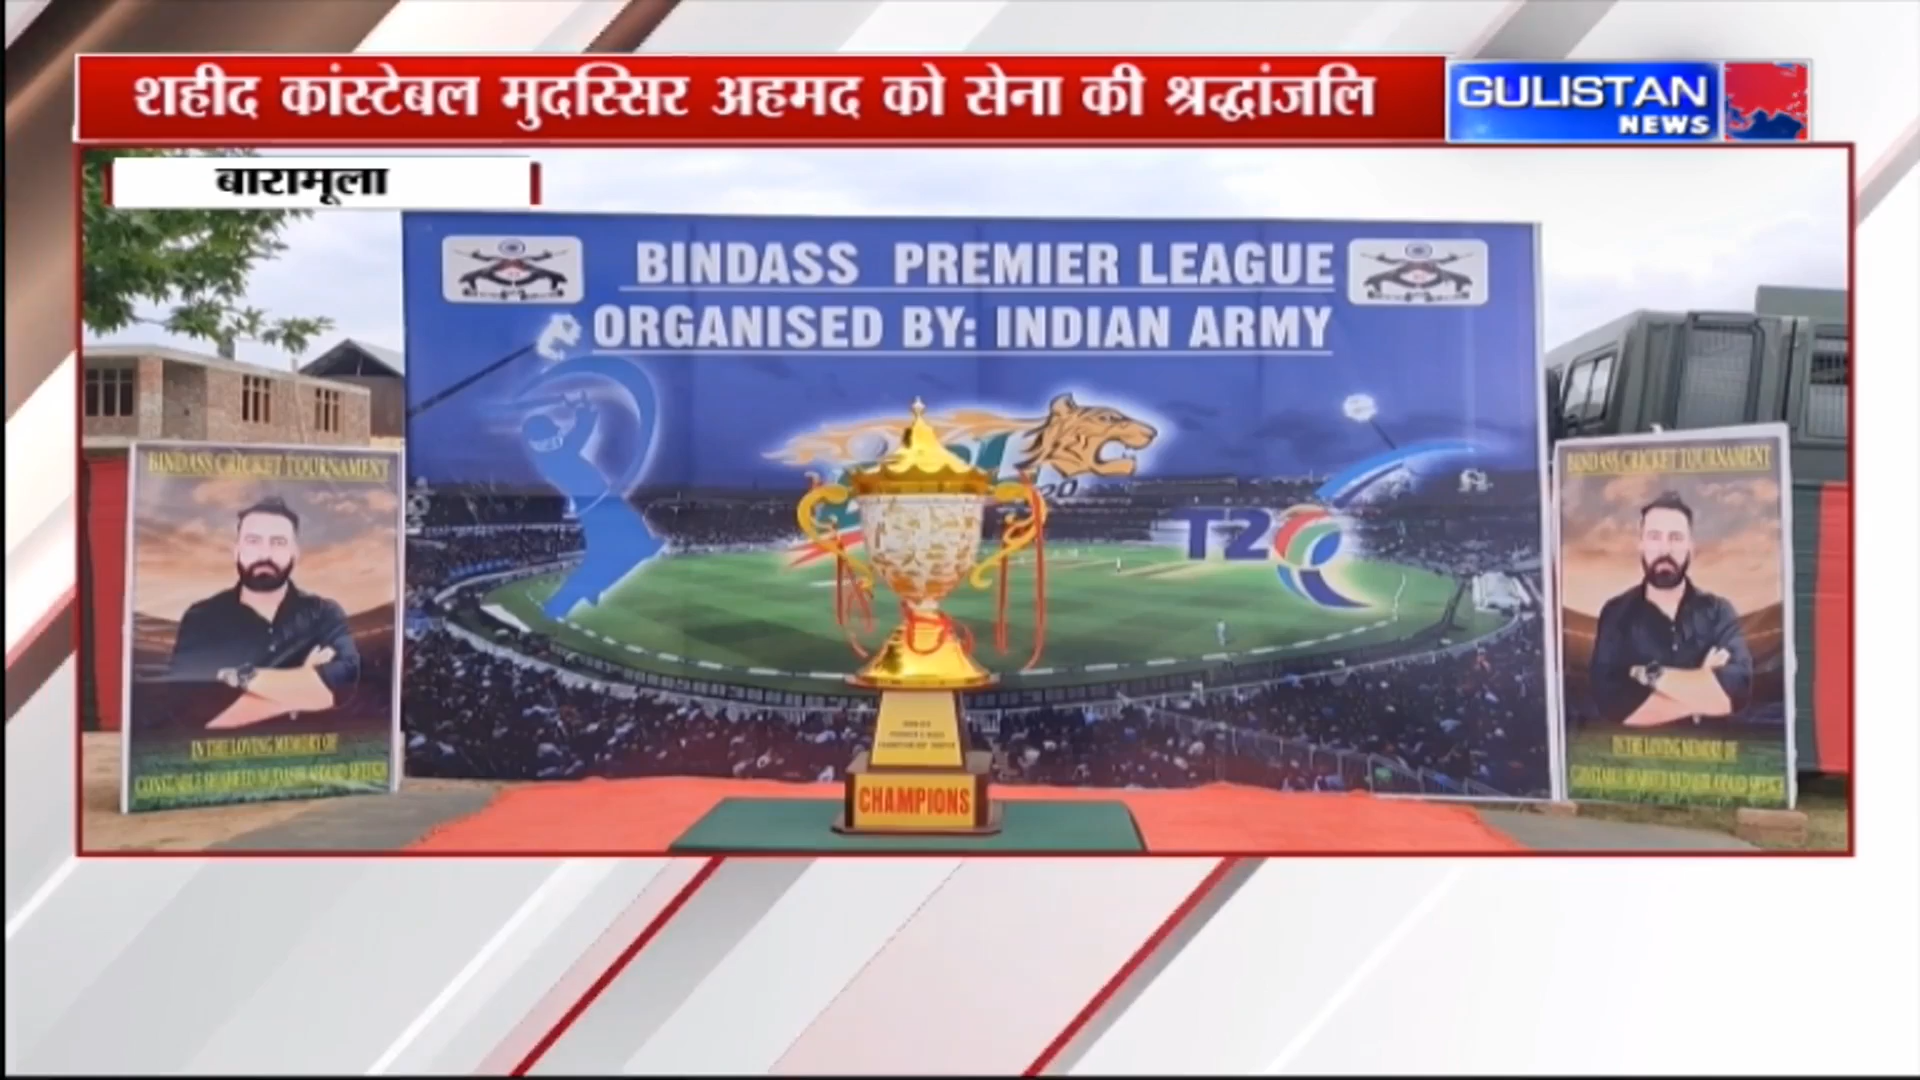 शहीद कांस्टेबल मुदस्सिर अहमद को सेना की श्रद्धांजलि
GULISTAN
NEWS
बारामूला
BINDASS PREMIER LEAGUE
ORGANISED BY: INDIAN ARMY
T20
BINDASS CRICKET TOURNAMENT
IN THE LOVING MEMORY OF
BINDASS CRICKET TOURNAMENT
IN THE LOVING MEMORY OF
CHAMPIONS